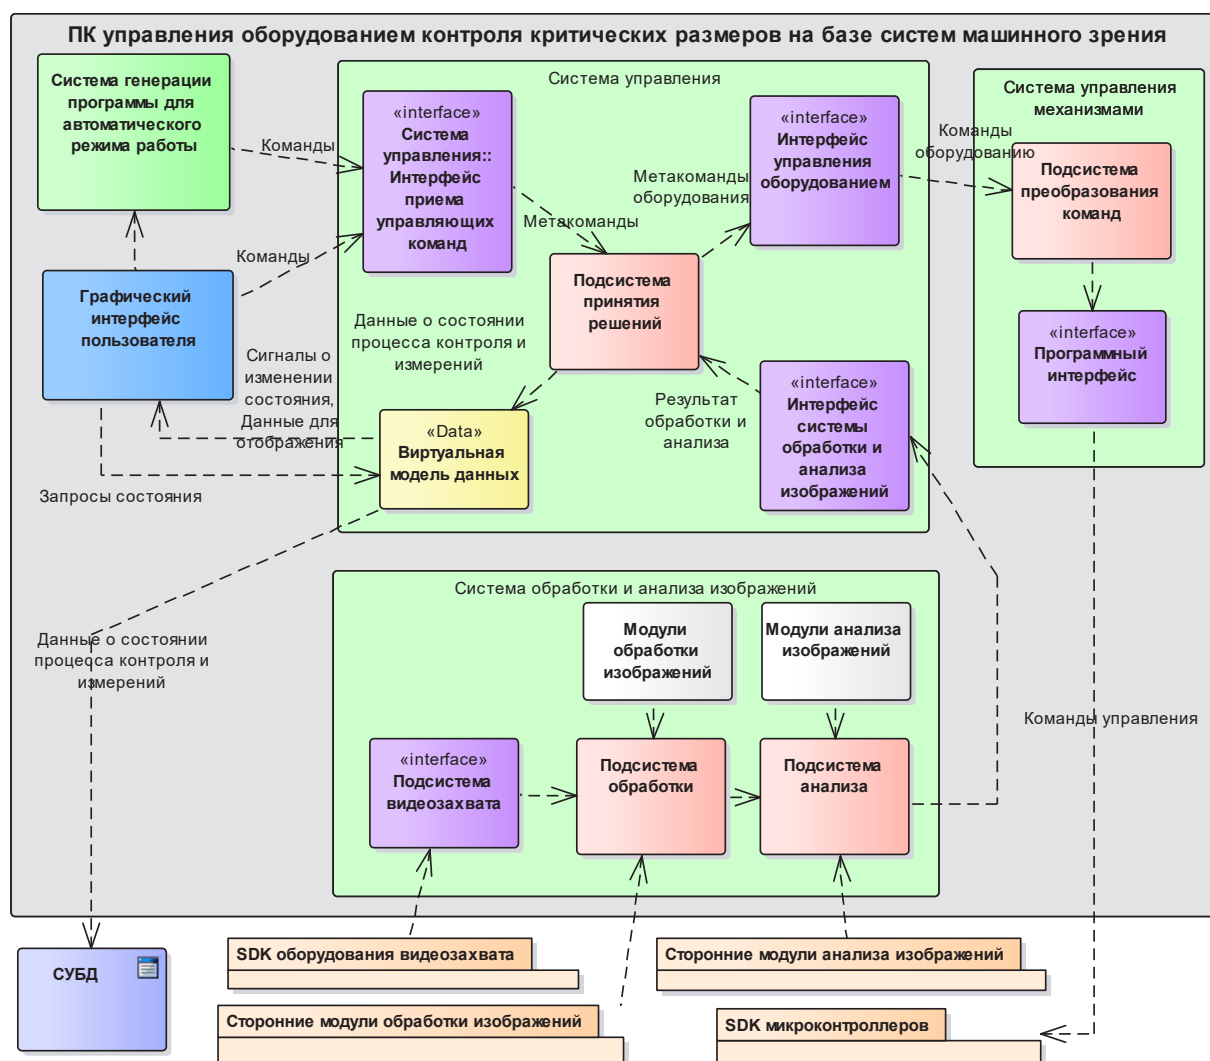 ПК управления оборудованием контроля критических размеров на базе систем машинного зрения
Система генерации
программы для
автоматического
режима работы
Команды
Графический
интерфейс
пользователя
Команды
Сигналы о
изменении
состояния,
Данные для
отображения
Запросы состояния
Система управления
«interface»
Система
управления::
Интерфейс
приема
управляющих
команд
Метакоманды
Метакоманды
оборудования
«interface»
Интерфейс
управления
оборудованием
Подсистема
принятия
решений
Данные о состоянии
процесса контроля и
измерений
«Data»
Виртуальная
модель данных
Результат
обработки и
анализа
«interface»
Интерфейс
системы
обработки и
анализа
изображений
Команды
оборудованию
Система управления
механизмами
Подсистема
преобразования
команд
«interface»
Программный
интерфейс
Система обработки и анализа изображений
Модули
обработки
изображений
Модули анализа
изображений
«interface»
Подсистема
видеозахвата
Подсистема
обработки
Подсистема
анализа
Данные о состоянии
процесса контроля и
измерений
Команды управления
СУБД
SDK оборудования видеозахвата
Сторонние модули анализа изображений
Сторонние модули обработки изображений
SDK микроконтроллеров